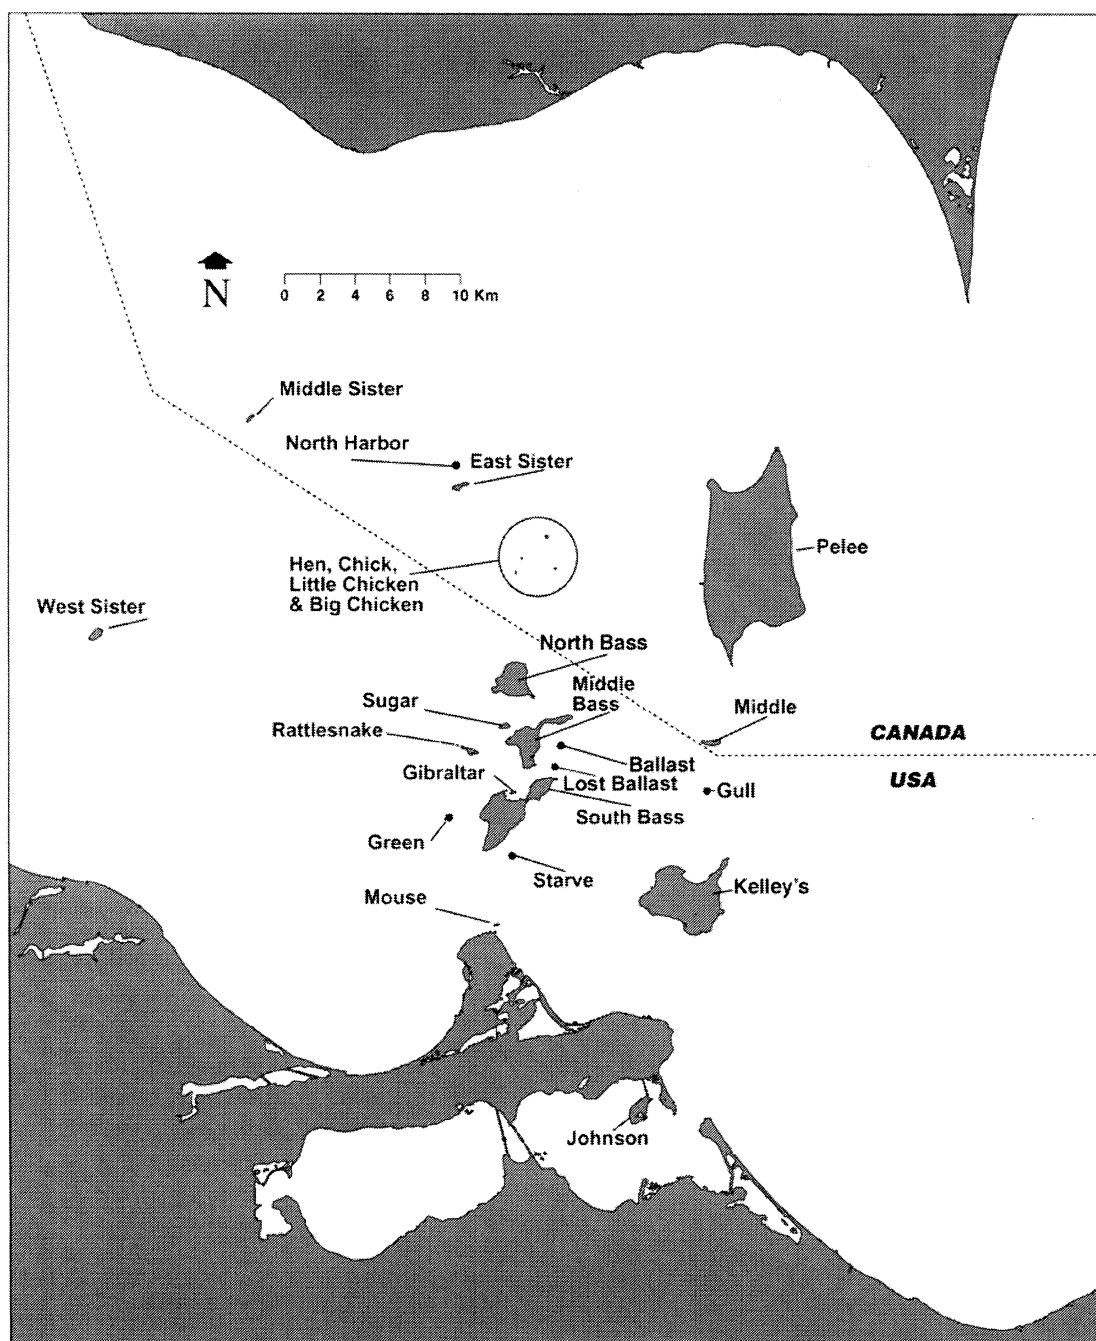 N
0 2 4 6 8 10 Km
Middle Sister
North Harbor
East Sister
Pelee
Hen, Chick,
Little Chicken
& Big Chicken
West Sister
North Bass
Middle
Bass
Sugar
Middle
Rattlesnake
CANADA
Ballast
Gibraltar
Lost Ballast
USA
Gull
South Bass
Green
Starve
Kelley's
Mouse
Johnson